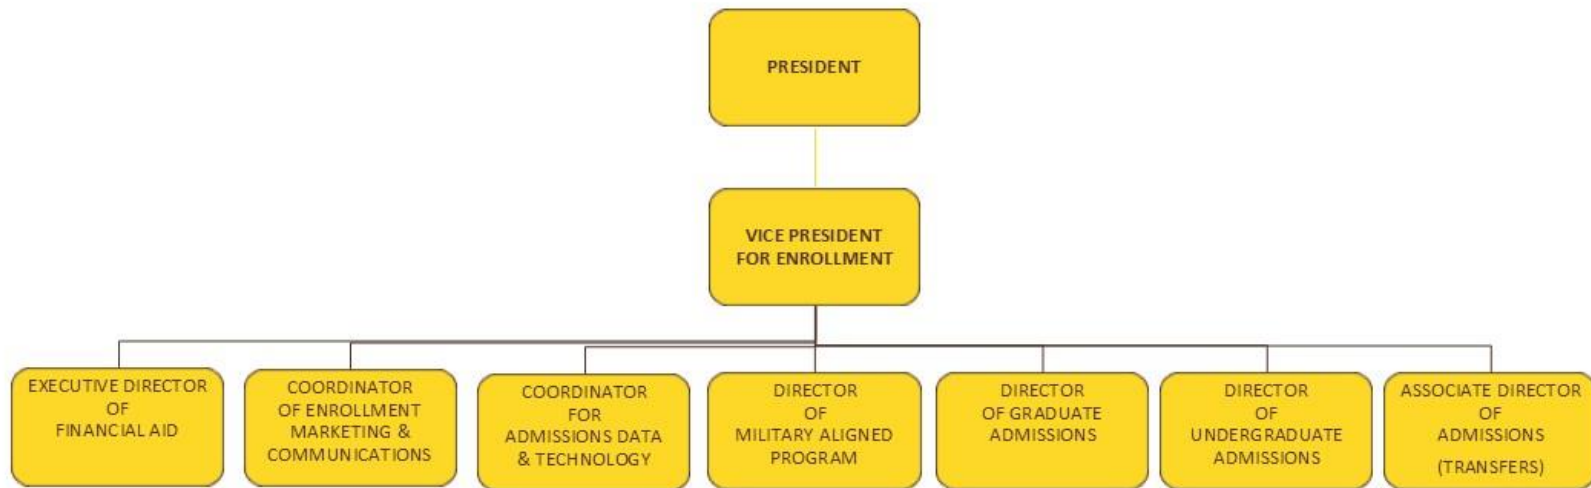 PRESIDENT
VICE PRESIDENT
FOR ENROLLMENT
EXECUTIVE DIRECTOR
OF
FINANCIAL AID
COORDINATOR
OF ENROLLMENT
MARKETING &
COMMUNICATIONS
COORDINATOR
FOR
ADMISSIONS DATA
& TECHNOLOGY
DIRECTOR
OF
MILITARY ALIGNED
PROGRAM
DIRECTOR
OF GRADUATE
ADMISSIONS
DIRECTOR
OF
UNDERGRADUATE
ADMISSIONS
ASSOCIATE DIRECTOR
OF
ADMISSIONS
(TRANSFERS)